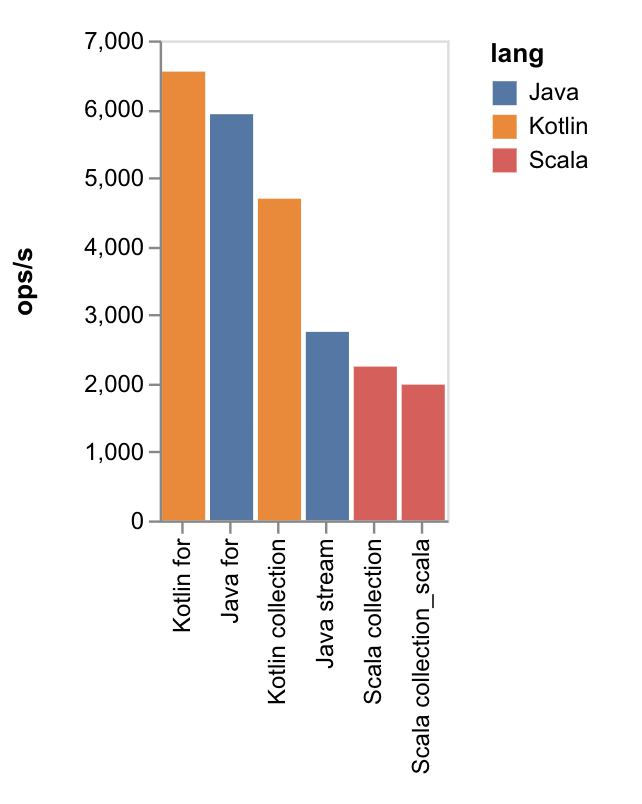 7,000
6,000
5,000
4,000
3,000
2,000
1,000
0
ops/s
Kotlin for
Java for
Kotlin collection
Java stream
Scala collection
Scala collection_scala
lang
Java
Kotlin
Scala